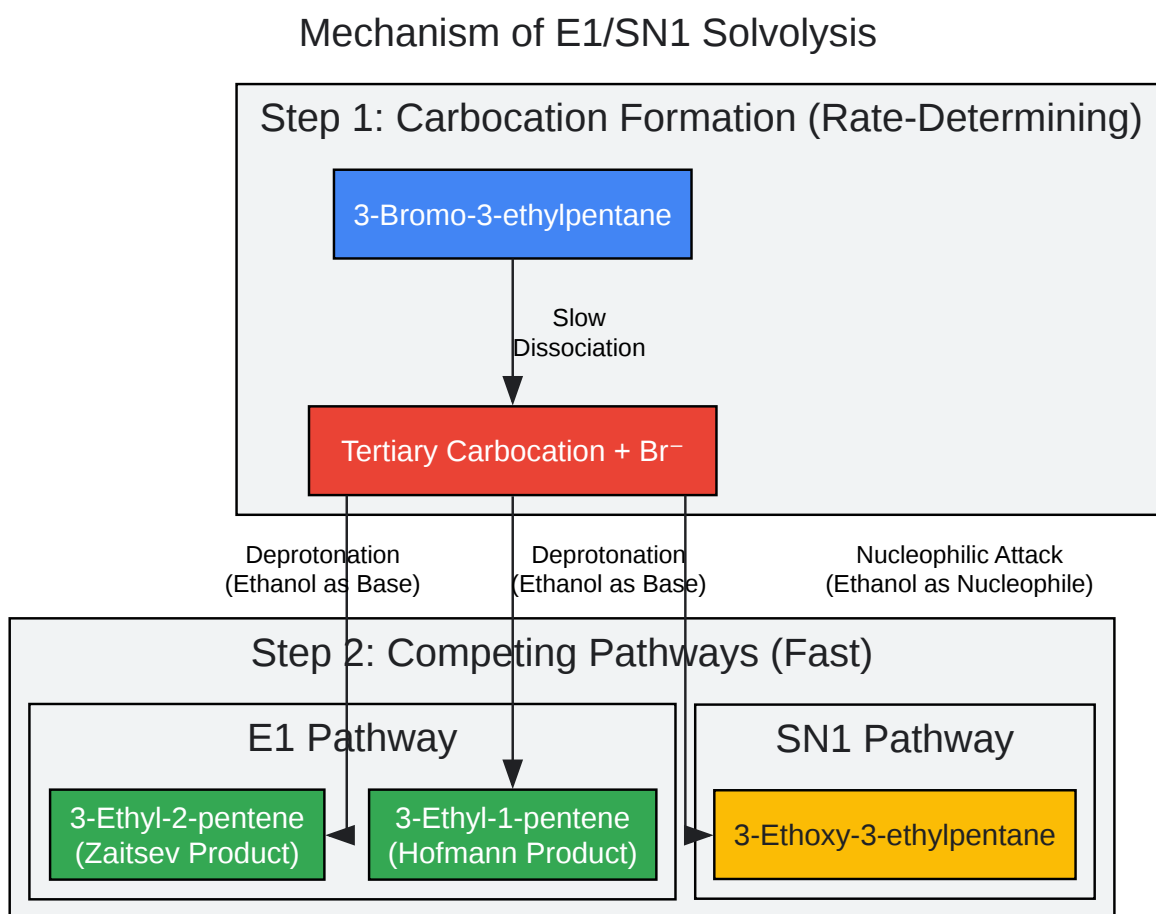 Mechanism of E1/SN1 Solvolysis
Step 1: Carbocation Formation (Rate-Determining)
3-Bromo-3-ethylpentane
Slow
Dissociation
Tertiary Carbocation + Br⁻
Deprotonation
(Ethanol as Base)
Deprotonation
(Ethanol as Base)
Nucleophilic Attack
(Ethanol as Nucleophile)
Step 2: Competing Pathways (Fast)
E1 Pathway
SN1 Pathway
3-Ethyl-2-pentene
(Zaitsev Product)
3-Ethyl-1-pentene
(Hofmann Product)
3-Ethoxy-3-ethylpentane